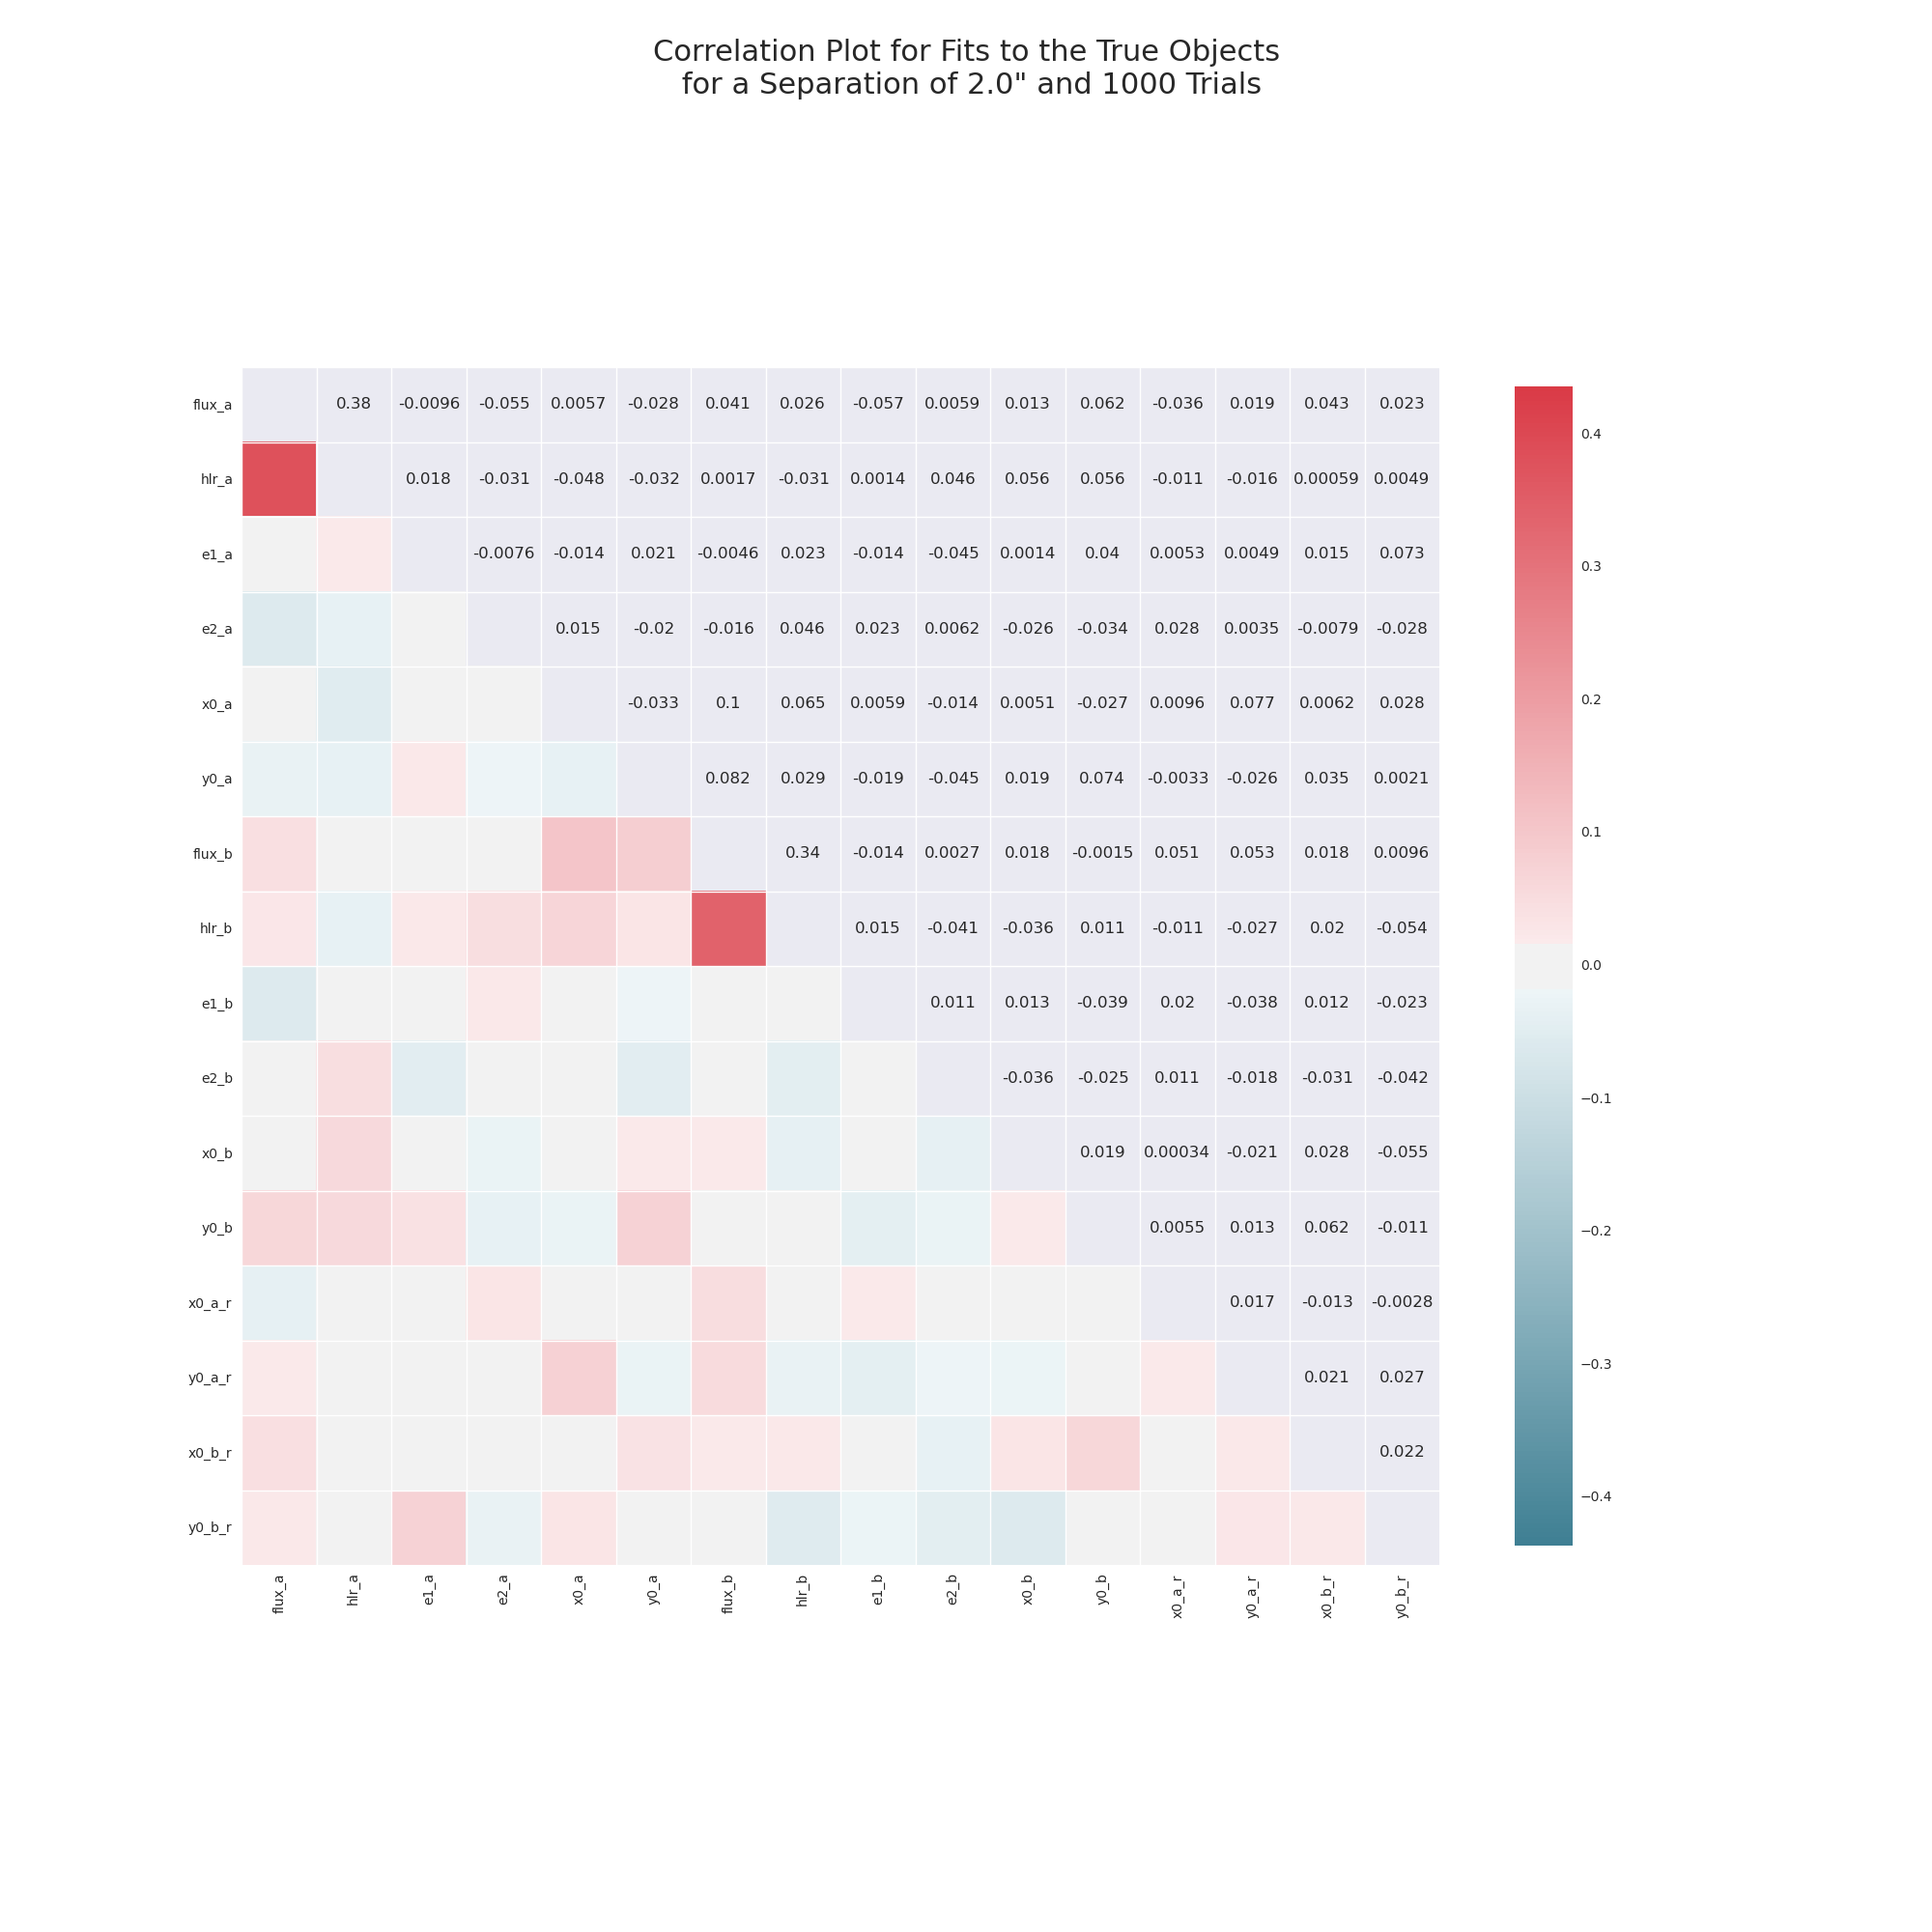 Correlation Plot for Fits to the True Objects
for a Separation of 2.0" and 1000 Trials
flux_a 0.38 -0.0096 -0.055 0.0057 -0.028 0.041 0.026 -0.057 0.0059 0.013 0.062 -0.036 0.019 0.043 0.023
hlr_a 0.018 -0.031 -0.048 -0.032 0.0017 -0.031 0.0014 0.046 0.056 0.056 -0.011 -0.016 0.00059 0.0049
e1_a -0.0076 -0.014 0.021 -0.0046 0.023 -0.014 -0.045 0.0014 0.04 0.0053 0.0049 0.015 0.073
e2_a 0.015 -0.02 -0.016 0.046 0.023 0.0062 -0.026 -0.034 0.028 0.0035 -0.0079 -0.028
x0_a -0.033 0.1 0.065 0.0059 -0.014 0.0051 -0.027 0.0096 0.077 0.0062 0.028
y0_a 0.082 0.029 -0.019 -0.045 0.019 0.074 -0.0033 -0.026 0.035 0.0021
flux_b 0.34 -0.014 0.0027 0.018 -0.0015 0.051 0.053 0.018 0.0096
hlr_b 0.015 -0.041 -0.036 0.011 -0.011 -0.027 0.02 -0.054
e1_b 0.011 0.013 -0.039 0.02 -0.038 0.012 -0.023
e2_b -0.036 -0.025 0.011 -0.018 -0.031 -0.042
x0_b 0.019 0.00034 -0.021 0.028 -0.055
y0_b 0.0055 0.013 0.062 -0.011
x0_a_r 0.017 -0.013 -0.0028
y0_a_r 0.021 0.027
x0_b_r 0.022
y0_b_r
flux_a hlr_a e1_a e2_a x0_a y0_a flux_b hlr_b e1_b e2_b x0_b y0_b x0_a_r y0_a_r x0_b_r y0_b_r
0.4
0.3
0.2
0.1
0.0
−0.1
−0.2
−0.3
−0.4